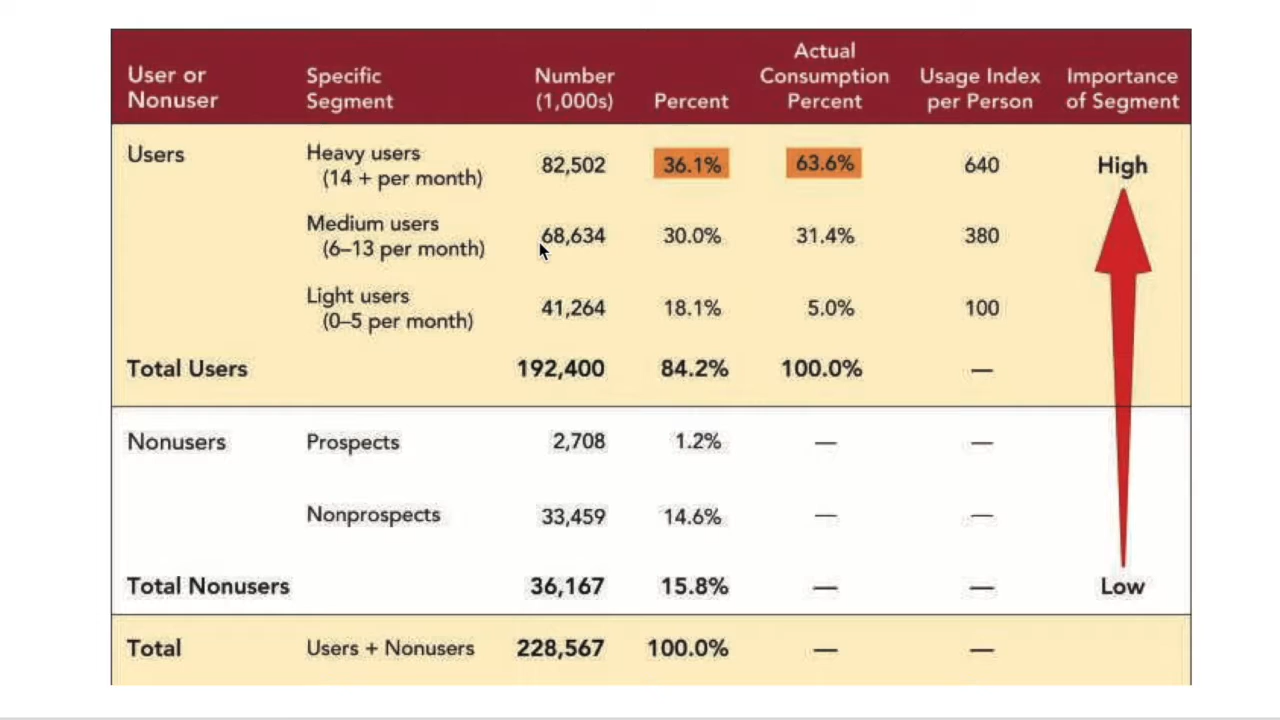 User or Nonuser Specific Segment Number (1,000s) Percent Actual Consumption Percent Usage Index per Person Importance of Segment
Users Heavy users (14 + per month) 82,502 36.1% 63.6% 640 High
Medium users (6–13 per month) 68,634 30.0% 31.4% 380
Light users (0–5 per month) 41,264 18.1% 5.0% 100
Total Users 192,400 84.2% 100.0% —
Nonusers Prospects 2,708 1.2% — —
Nonprospects 33,459 14.6% — —
Total Nonusers 36,167 15.8% — — Low
Total Users + Nonusers 228,567 100.0% — —